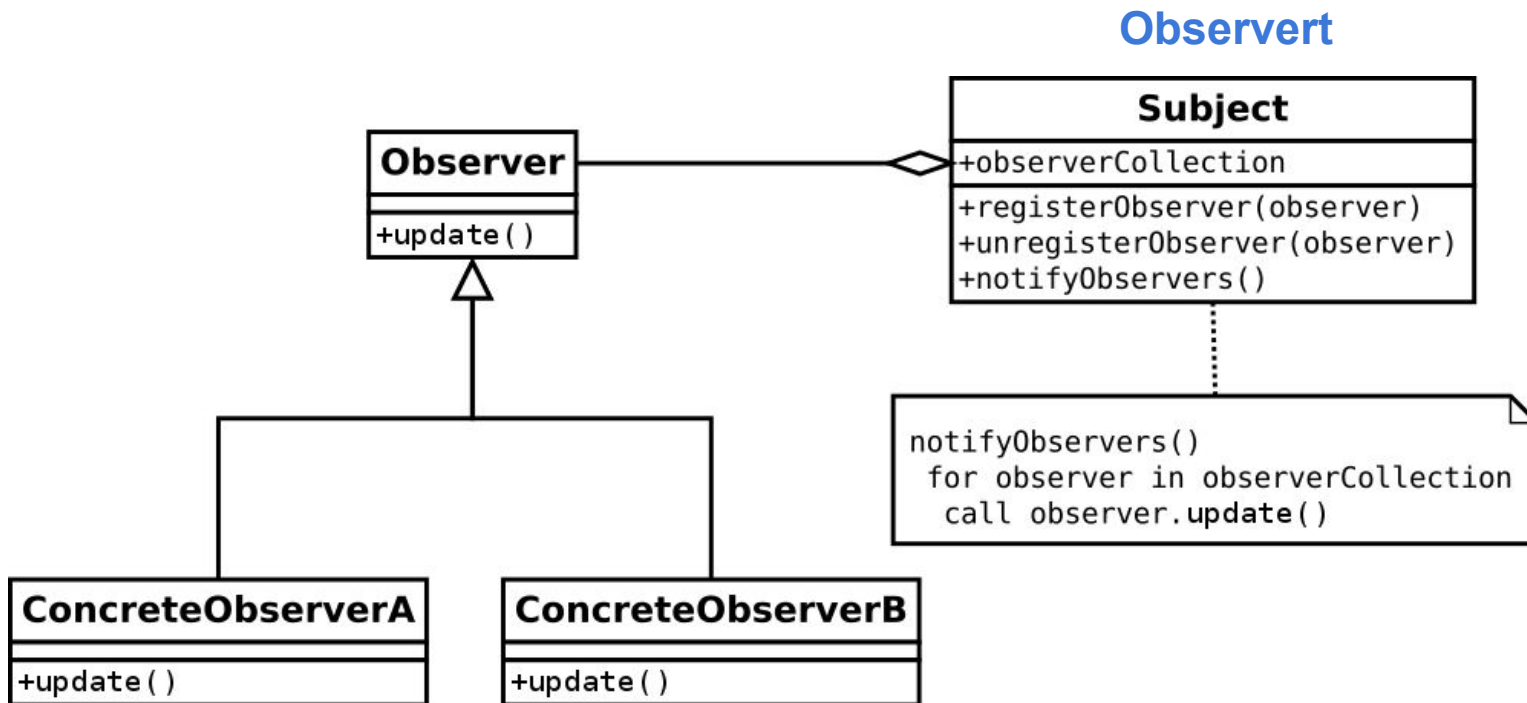 Observert
Subject
+observerCollection
+registerObserver(observer)
+unregisterObserver(observer)
+notifyObservers()
Observer
+update()
notifyObservers()
for observer in observerCollection
call observer.update()
ConcreteObserverA
+update()
ConcreteObserverB
+update()